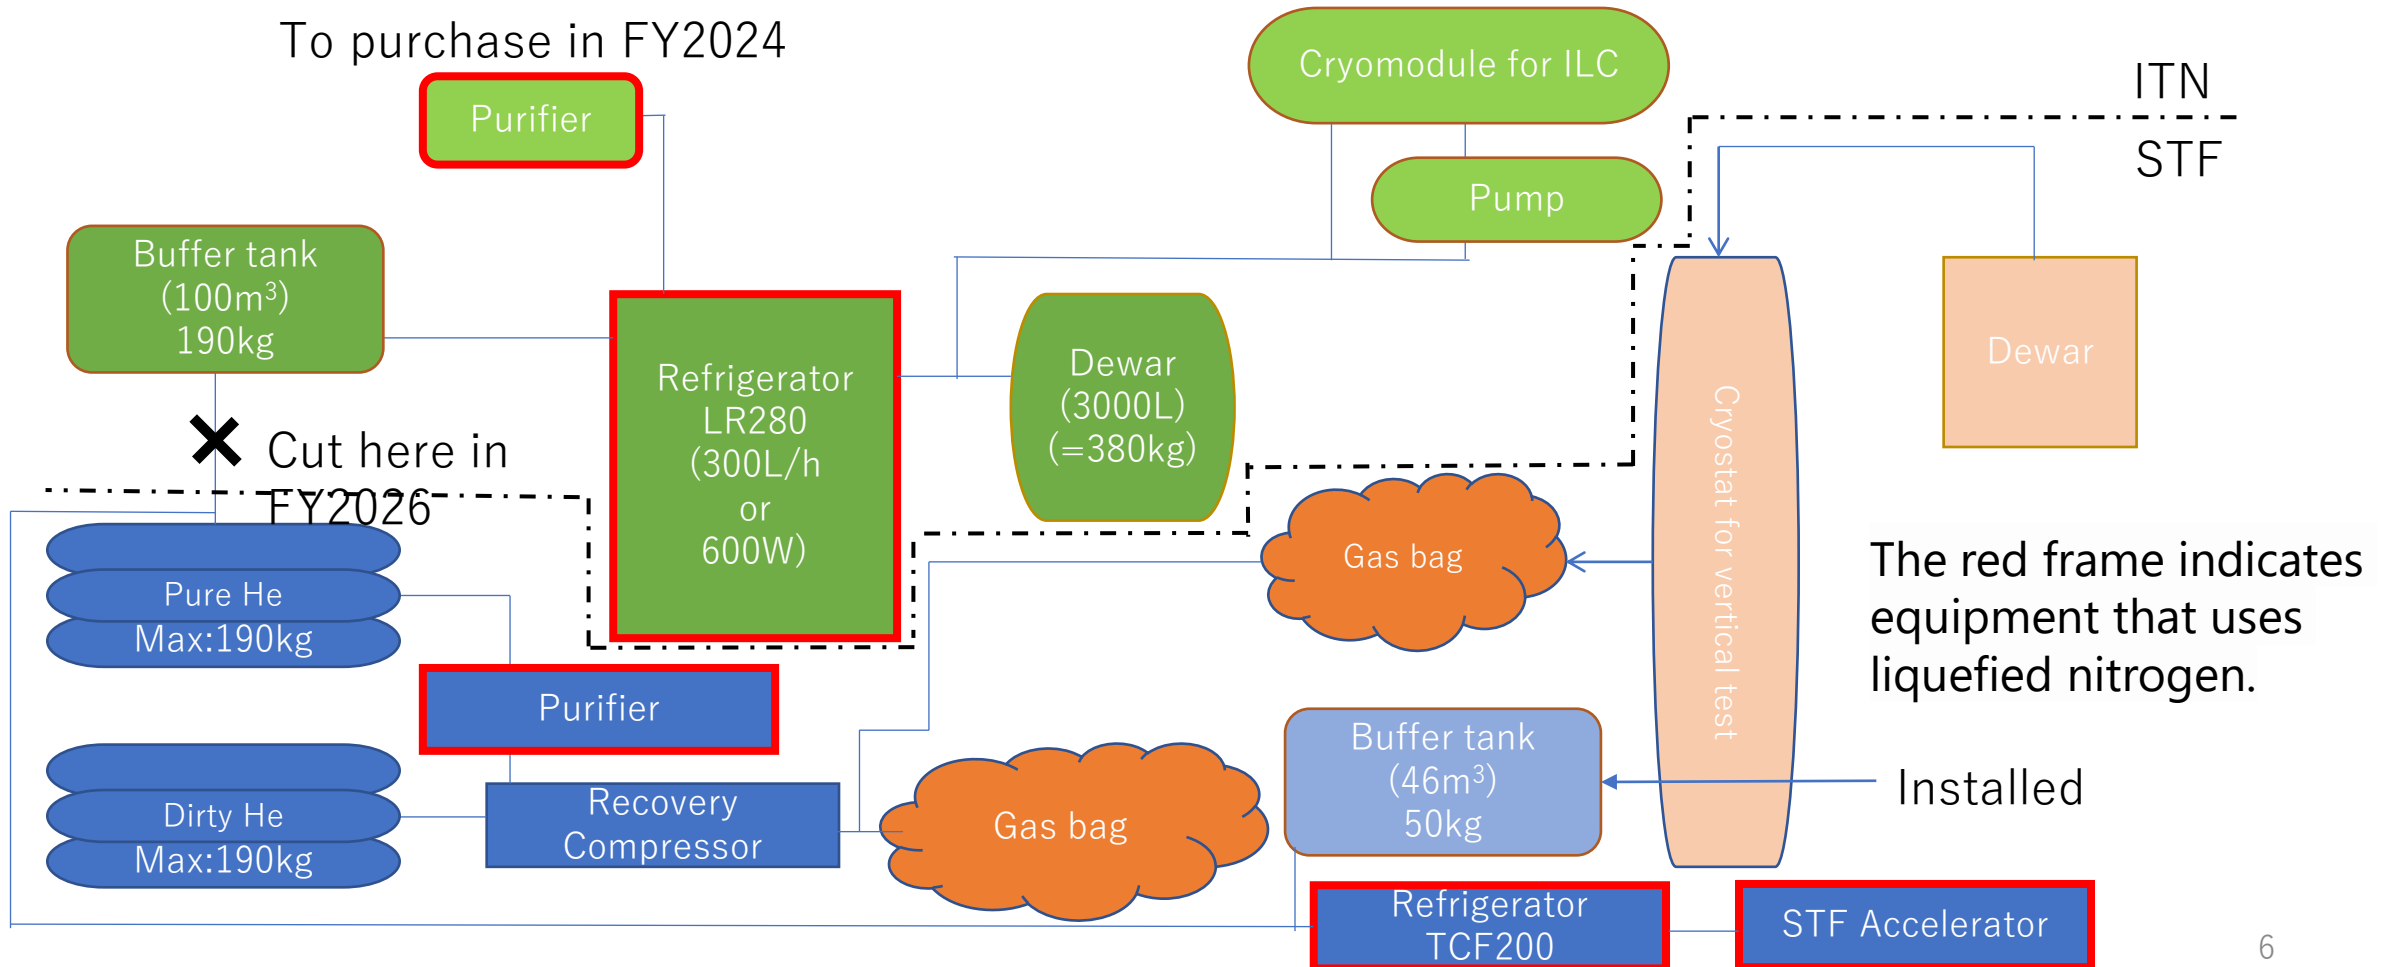 To purchase in FY2024
Purifier
Cryomodule for ILC
ITN
STF
Pump
Buffer tank
(100m³)
190kg
Refrigerator
LR280
(300L/h
or
600W)
Dewar
(3000L)
(=380kg)
Dewar
Cryostat for vertical test
Cut here in
FY2026
Gas bag
The red frame indicates
equipment that uses
liquefied nitrogen.
Pure He
Max:190kg
Purifier
Dirty He
Max:190kg
Recovery
Compressor
Gas bag
Buffer tank
(46m³)
50kg
Installed
Refrigerator
TCF200
STF Accelerator
6